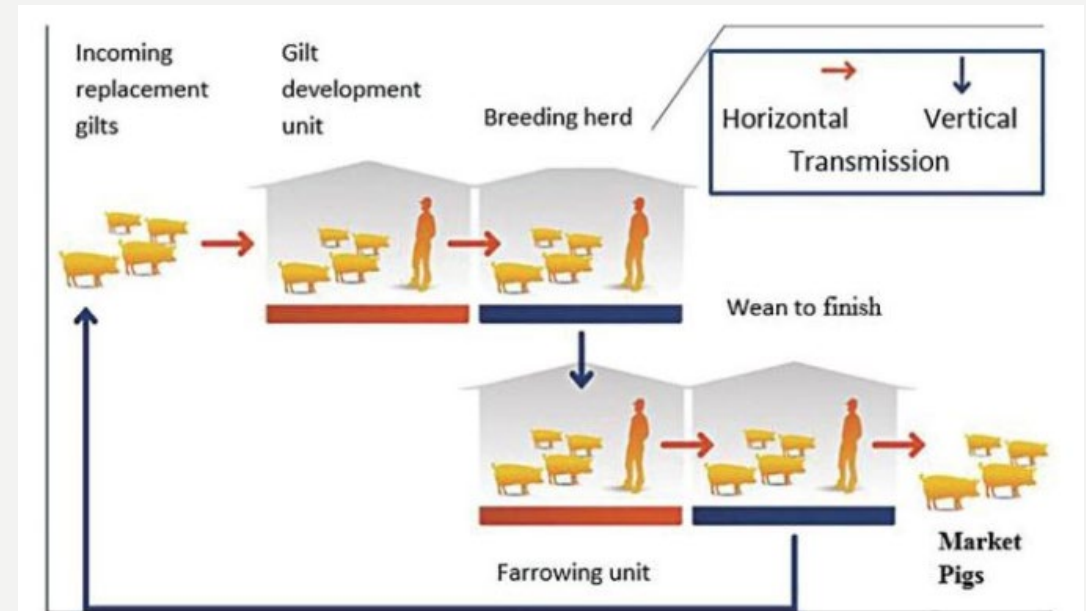 Incoming
replacement
gilts
Gilt
development
unit
Breeding herd
Horizontal Vertical
Transmission
Wean to finish
Farrowing unit
Market
Pigs